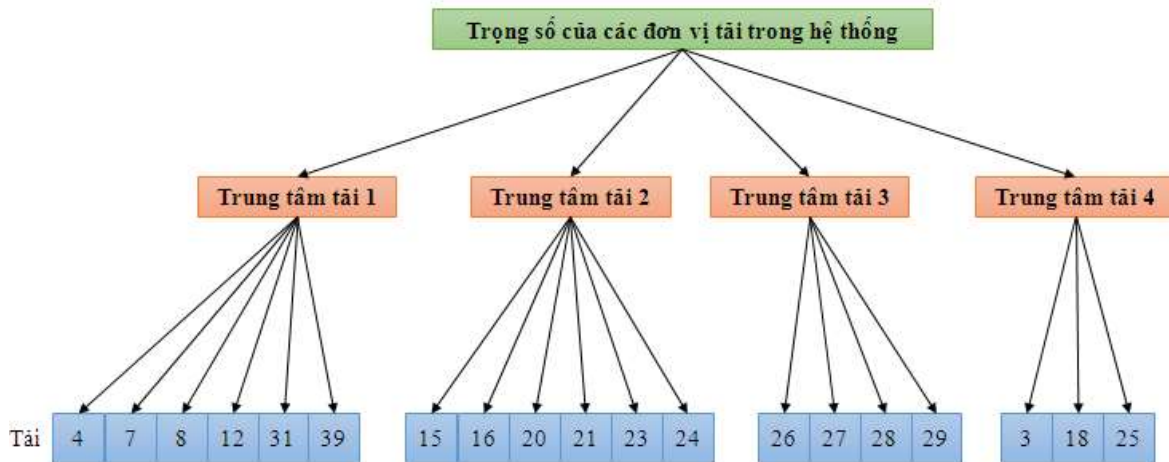 Trọng số của các đơn vị tải trong hệ thống
Trung tâm tải 1 Trung tâm tải 2 Trung tâm tải 3 Trung tâm tải 4
Tải 4 7 8 12 31 39 15 16 20 21 23 24 26 27 28 29 3 18 25